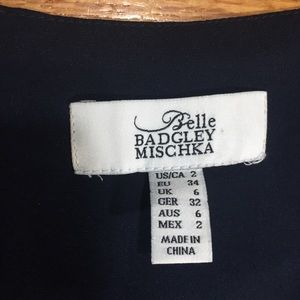 Belle
BADGLEY
MISCHKA
US/CA 2
EU 34
UK 6
GER 32
AUS 6
MEX 2
MADE IN
CHINA